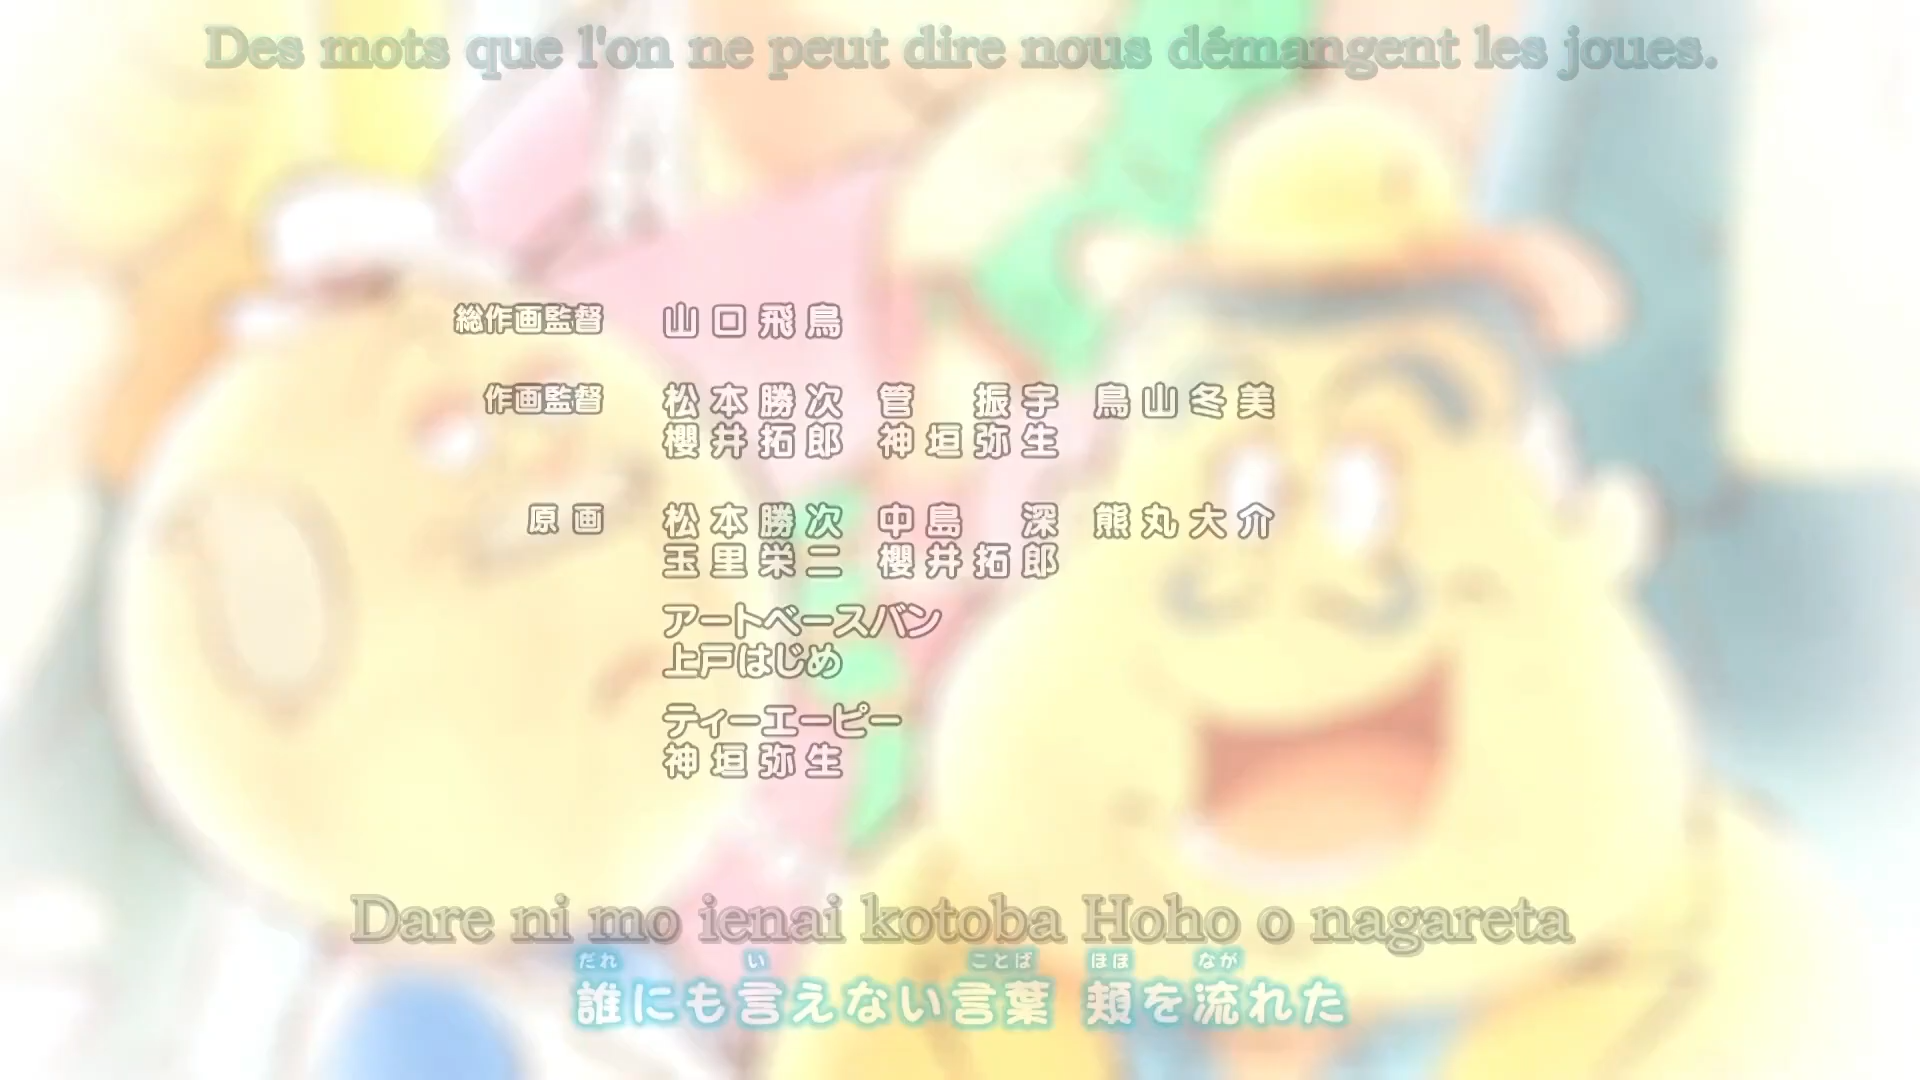 Des mots que l'on ne peut dire nous démangent les joues.
総作画監督 山口飛鳥
作画監督 松本勝次 管 振宇 鳥山冬美
櫻井拓郎 神垣弥生
原画 松本勝次 中島 深 熊丸大介
玉里栄二 櫻井拓郎
アートベースバン
上戸はじめ
ティーエーピー
神垣弥生
Dare ni mo ienai kotoba Hoho o nagareta
だれ い ことば ほほ なが
誰にも言えない言葉 頬を流れた